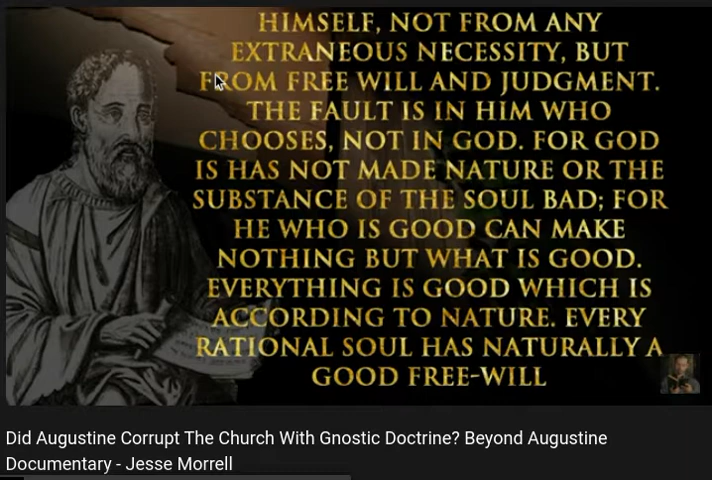 HIMSELF, NOT FROM ANY
EXTRANEOUS NECESSITY, BUT
FROM FREE WILL AND JUDGMENT.
THE FAULT IS IN HIM WHO
CHOOSES, NOT IN GOD. FOR GOD
IS HAS NOT MADE NATURE OR THE
SUBSTANCE OF THE SOUL BAD; FOR
HE WHO IS GOOD CAN MAKE
NOTHING BUT WHAT IS GOOD.
EVERYTHING IS GOOD WHICH IS
ACCORDING TO NATURE. EVERY
RATIONAL SOUL HAS NATURALLY A
GOOD FREE-WILL
Did Augustine Corrupt The Church With Gnostic Doctrine? Beyond Augustine
Documentary - Jesse Morrell